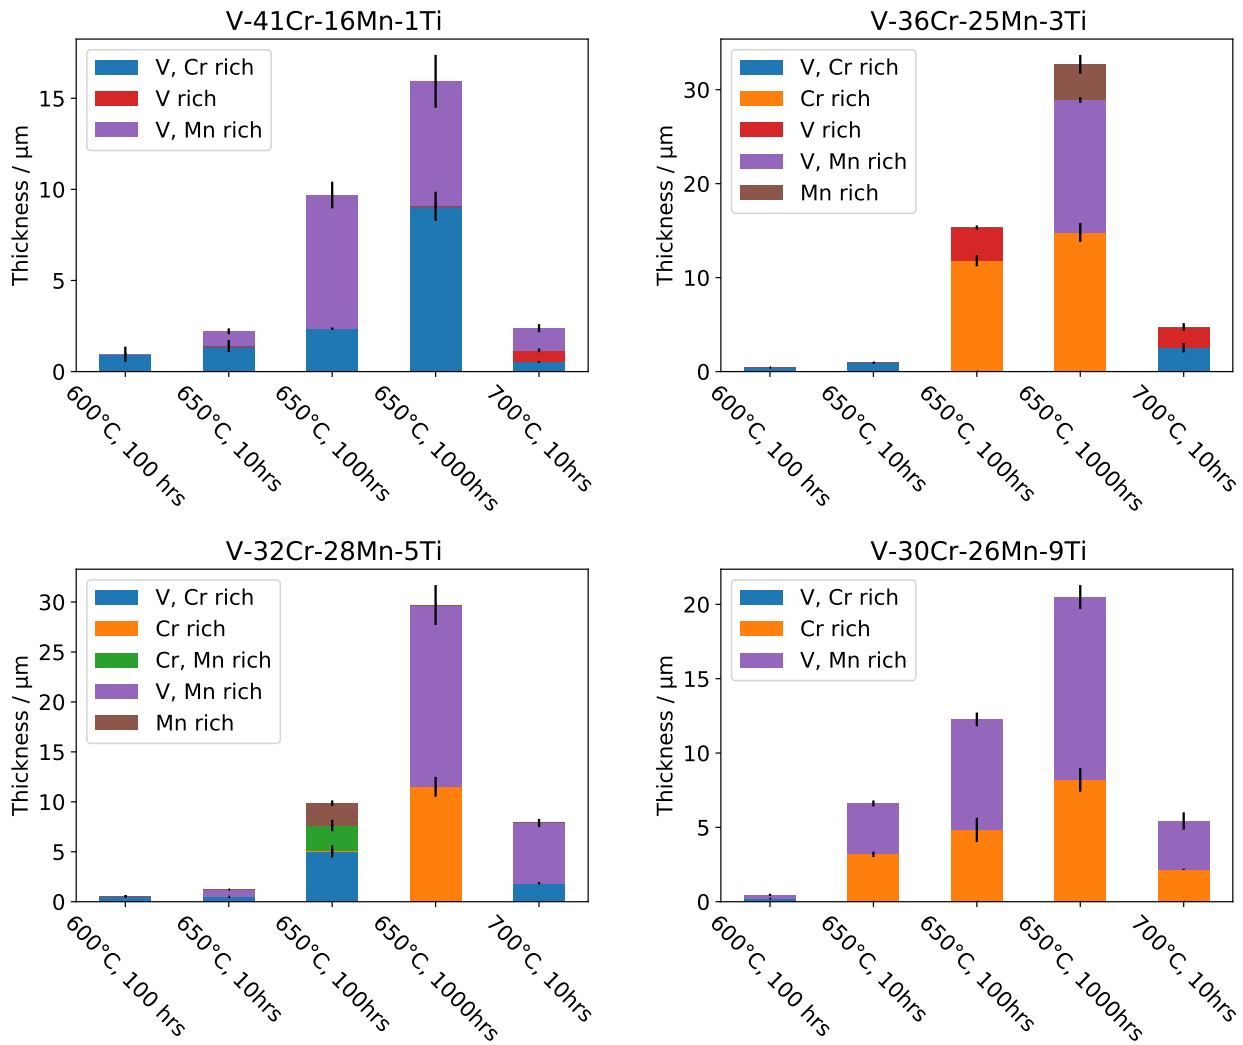 V-41Cr-16Mn-1Ti
V, Cr rich
V rich
V, Mn rich
Thickness / μm
15
10
5
0
600°C, 100 hrs
650°C, 10hrs
650°C, 100hrs
650°C, 1000hrs
700°C, 10hrs
V-36Cr-25Mn-3Ti
V, Cr rich
Cr rich
V rich
V, Mn rich
Mn rich
Thickness / μm
30
20
10
0
600°C, 100 hrs
650°C, 10hrs
650°C, 100hrs
650°C, 1000hrs
700°C, 10hrs
V-32Cr-28Mn-5Ti
V, Cr rich
Cr rich
Cr, Mn rich
V, Mn rich
Mn rich
Thickness / μm
30
25
20
15
10
5
0
600°C, 100 hrs
650°C, 10hrs
650°C, 100hrs
650°C, 1000hrs
700°C, 10hrs
V-30Cr-26Mn-9Ti
V, Cr rich
Cr rich
V, Mn rich
Thickness / μm
20
15
10
5
0
600°C, 100 hrs
650°C, 10hrs
650°C, 100hrs
650°C, 1000hrs
700°C, 10hrs